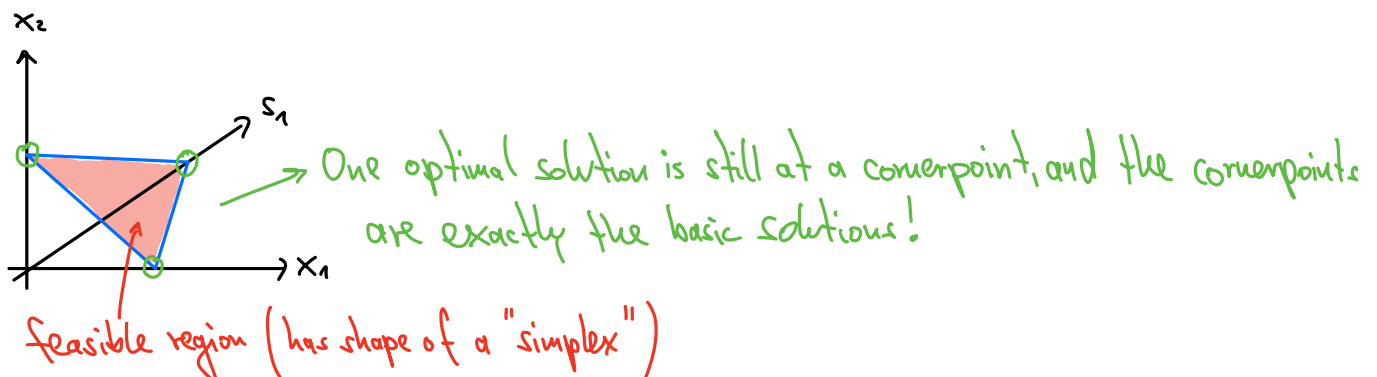 x₂
s₁
One optimal solution is still at a cornerpoint, and the cornerpoints
are exactly the basic solutions!
x₁
feasible region (has shape of a "simplex")